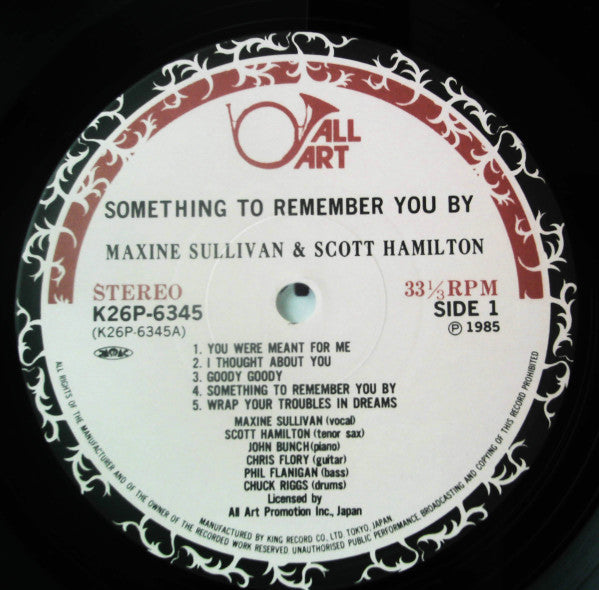 ALL
ART
SOMETHING TO REMEMBER YOU BY
MAXINE SULLIVAN & SCOTT HAMILTON
STEREO
33⅓ RPM
K26P-6345
SIDE 1
(K26P-6345A)
Ⓟ 1985
1. YOU WERE MEANT FOR ME
2. I THOUGHT ABOUT YOU
3. GOODY GOODY
4. SOMETHING TO REMEMBER YOU BY
5. WRAP YOUR TROUBLES IN DREAMS
MAXINE SULLIVAN (vocal)
SCOTT HAMILTON (tenor sax)
JOHN BUNCH (piano)
CHRIS FLORY (guitar)
PHIL FLANIGAN (bass)
CHUCK RIGGS (drums)
Licensed by
All Art Promotion Inc., Japan
MANUFACTURED BY KING RECORD CO. LTD. TOKYO, JAPAN
ALL RIGHTS OF THE MANUFACTURER AND OF THE OWNER OF THE RECORDED WORK RESERVED UNAUTHORISED PUBLIC PERFORMANCE, BROADCASTING AND COPYING OF THIS RECORD PROHIBITED